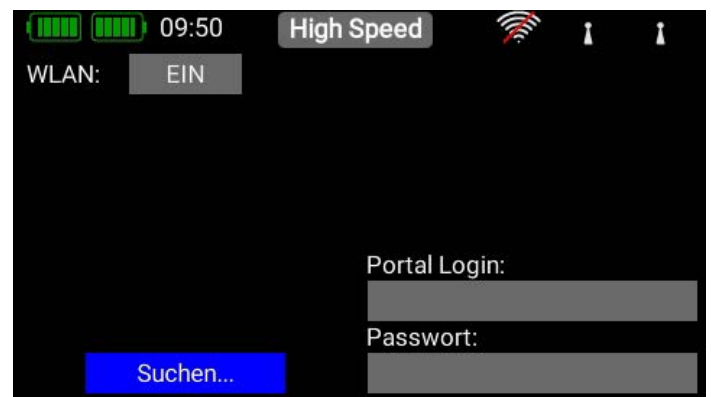 09:50 High Speed
WLAN: EIN
Portal Login:
Passwort:
Suchen...